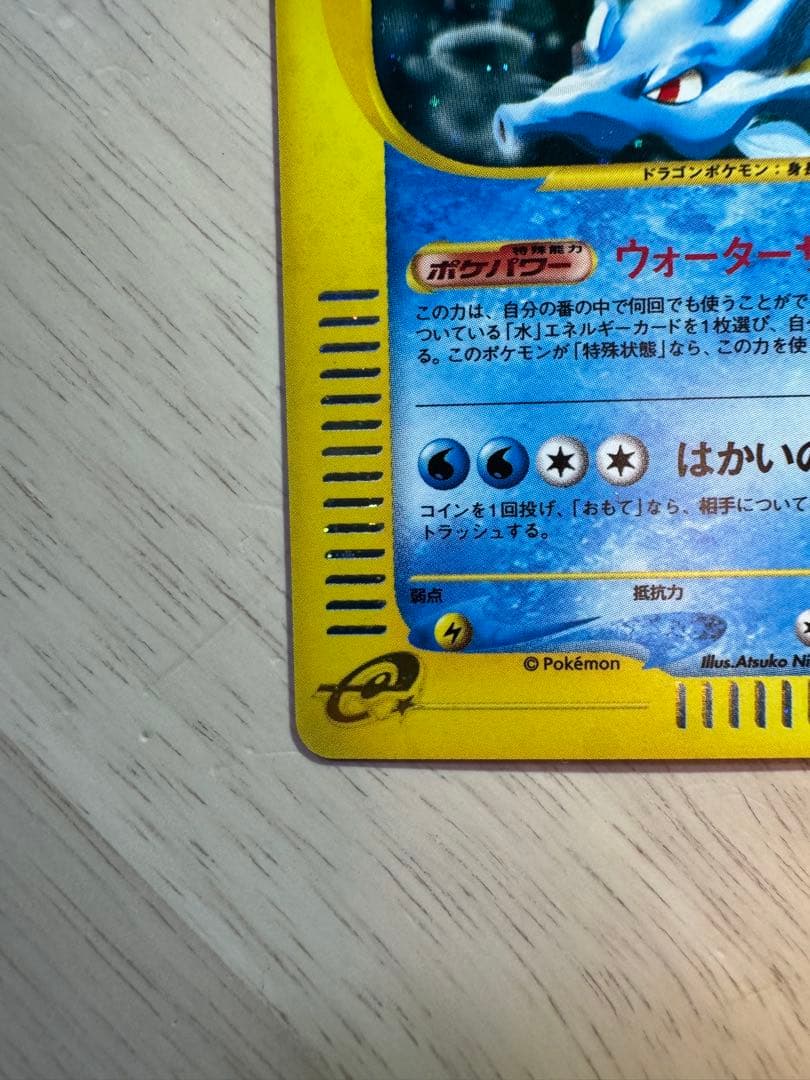 ドラゴンポケモン：身長
特殊能力
ポケパワー ウォーターサ
この力は、自分の番の中で何回でも使うことがで
ついている「水」エネルギーカードを1枚選び、自分
る。このポケモンが「特殊状態」なら、この力を使
はかいの
コインを1回投げ、「おもて」なら、相手について
トラッシュする。
弱点 抵抗力
© Pokémon Illus.Atsuko Ni
e